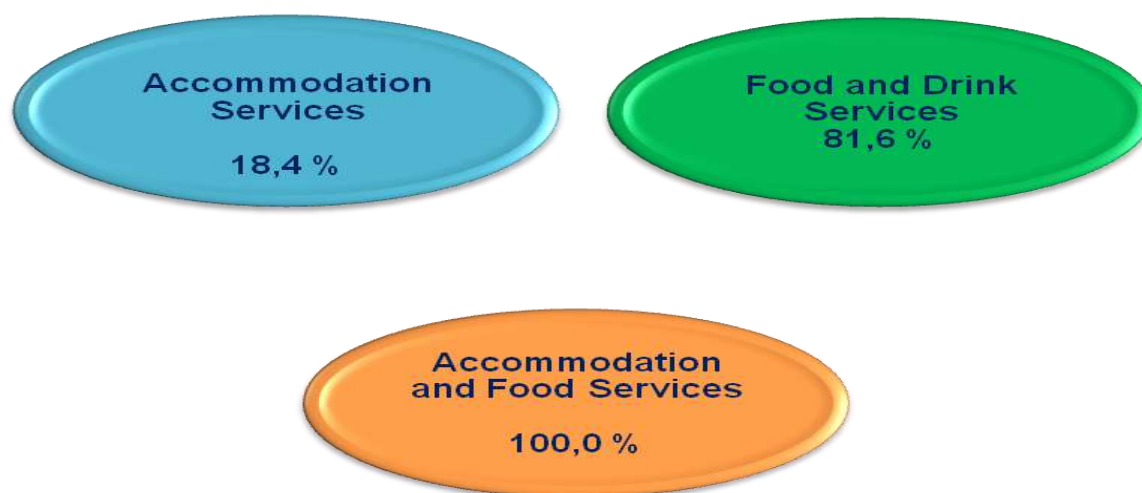 Accommodation
Services
18,4 %
Food and Drink
Services
81,6 %
Accommodation
and Food Services
100,0 %